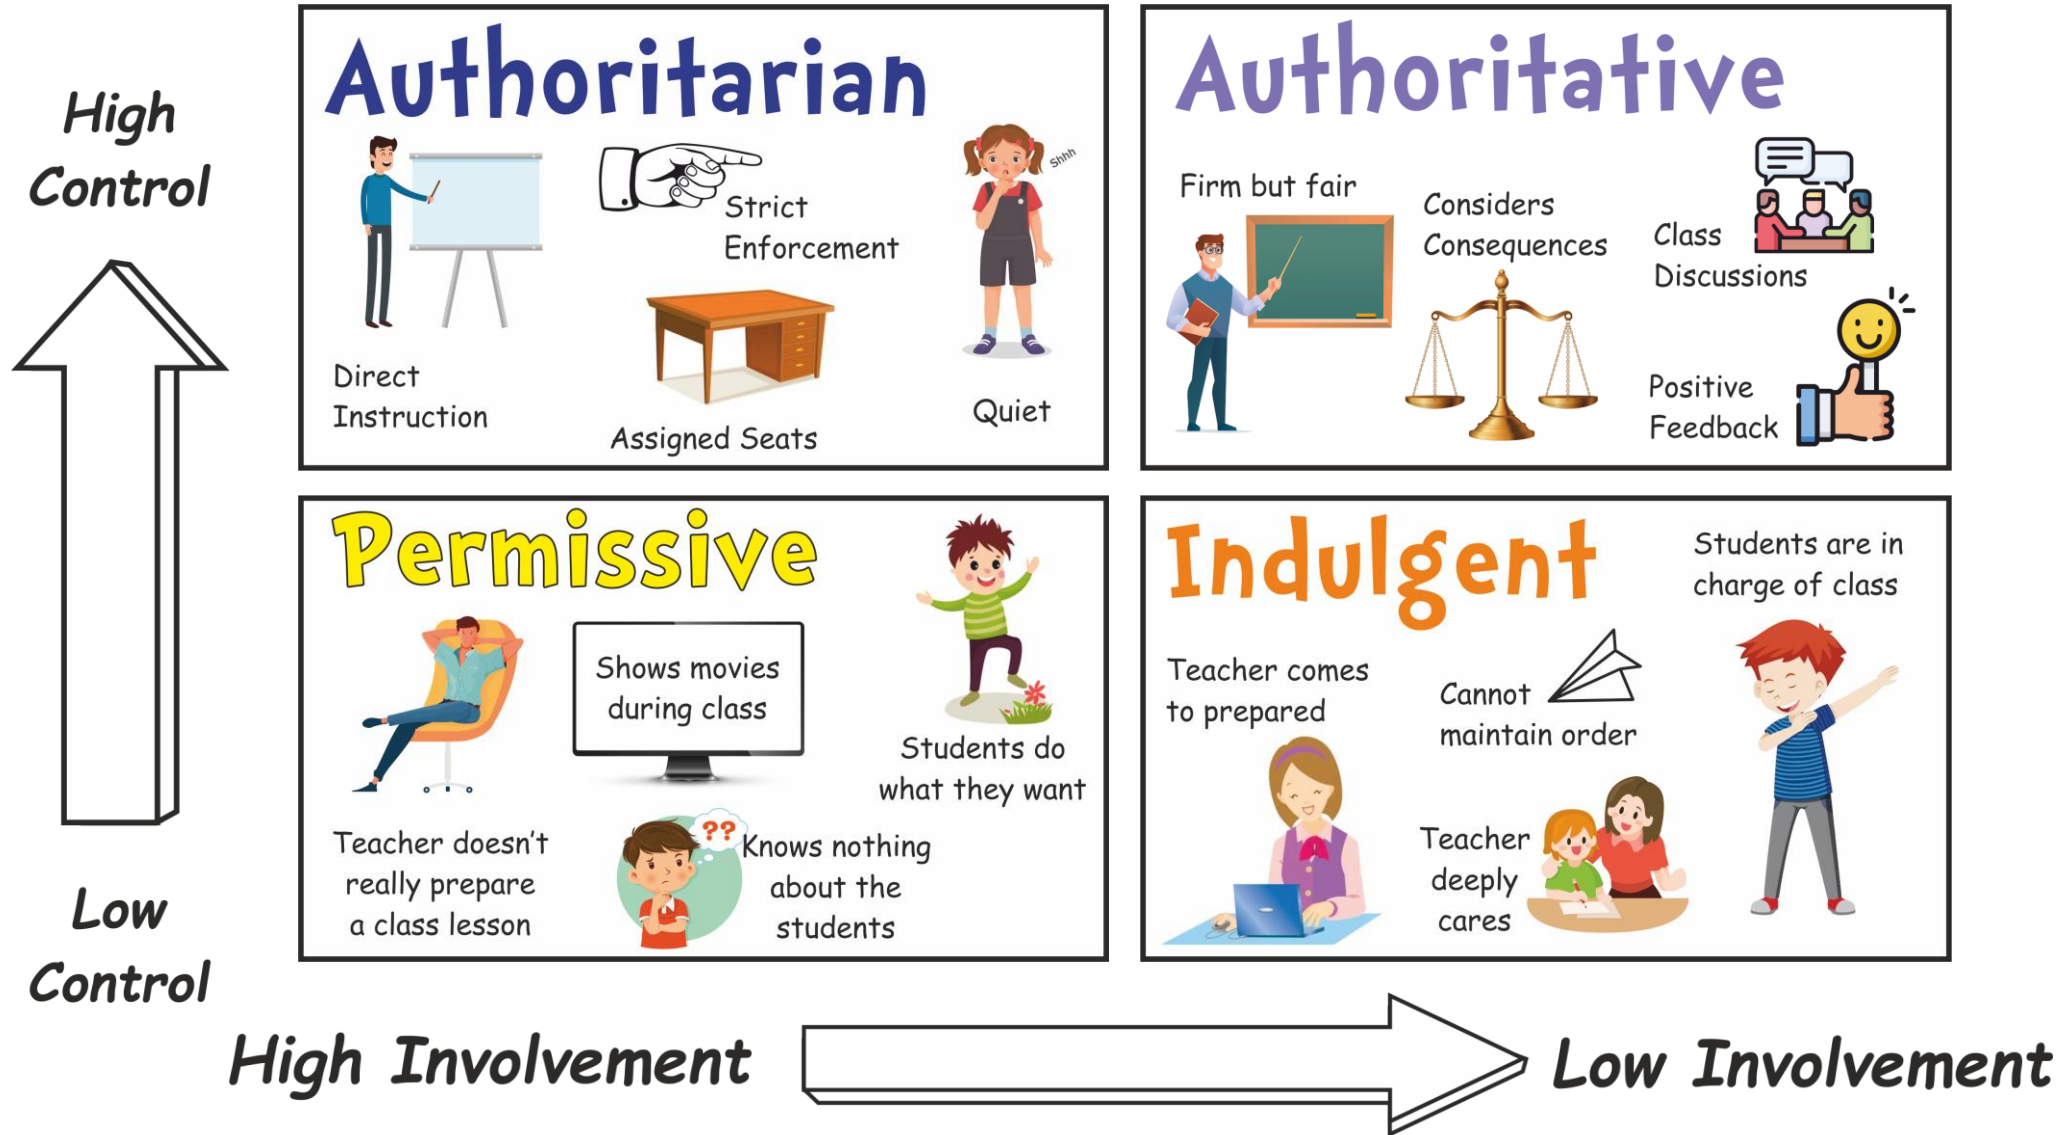 High
Control
Authoritarian
Strict
Enforcement
Shhh
Direct
Instruction
Assigned Seats
Quiet
Authoritative
Firm but fair
Considers
Consequences
Class
Discussions
Positive
Feedback
Permissive
Shows movies
during class
Students do
what they want
Teacher doesn't
really prepare
a class lesson
??
Knows nothing
about the
students
Indulgent
Students are in
charge of class
Teacher comes
to prepared
Cannot
maintain order
Teacher
deeply
cares
Low
Control
High Involvement
Low Involvement